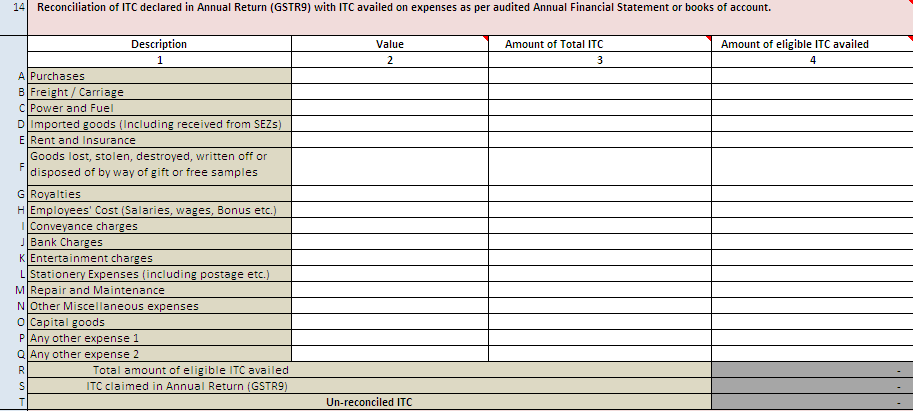 14 Reconciliation of ITC declared in Annual Return (GSTR9) with ITC availed on expenses as per audited Annual Financial Statement or books of account.
Description Value Amount of Total ITC Amount of eligible ITC availed
1 2 3 4
A Purchases
B Freight / Carriage
C Power and Fuel
D Imported goods (Including received from SEZs)
E Rent and Insurance
F Goods lost, stolen, destroyed, written off or
disposed of by way of gift or free samples
G Royalties
H Employees' Cost (Salaries, wages, Bonus etc.)
I Conveyance charges
J Bank Charges
K Entertainment charges
L Stationery Expenses (including postage etc.)
M Repair and Maintenance
N Other Miscellaneous expenses
O Capital goods
P Any other expense 1
Q Any other expense 2
R Total amount of eligible ITC availed -
S ITC claimed in Annual Return (GSTR9) -
T Un-reconciled ITC -